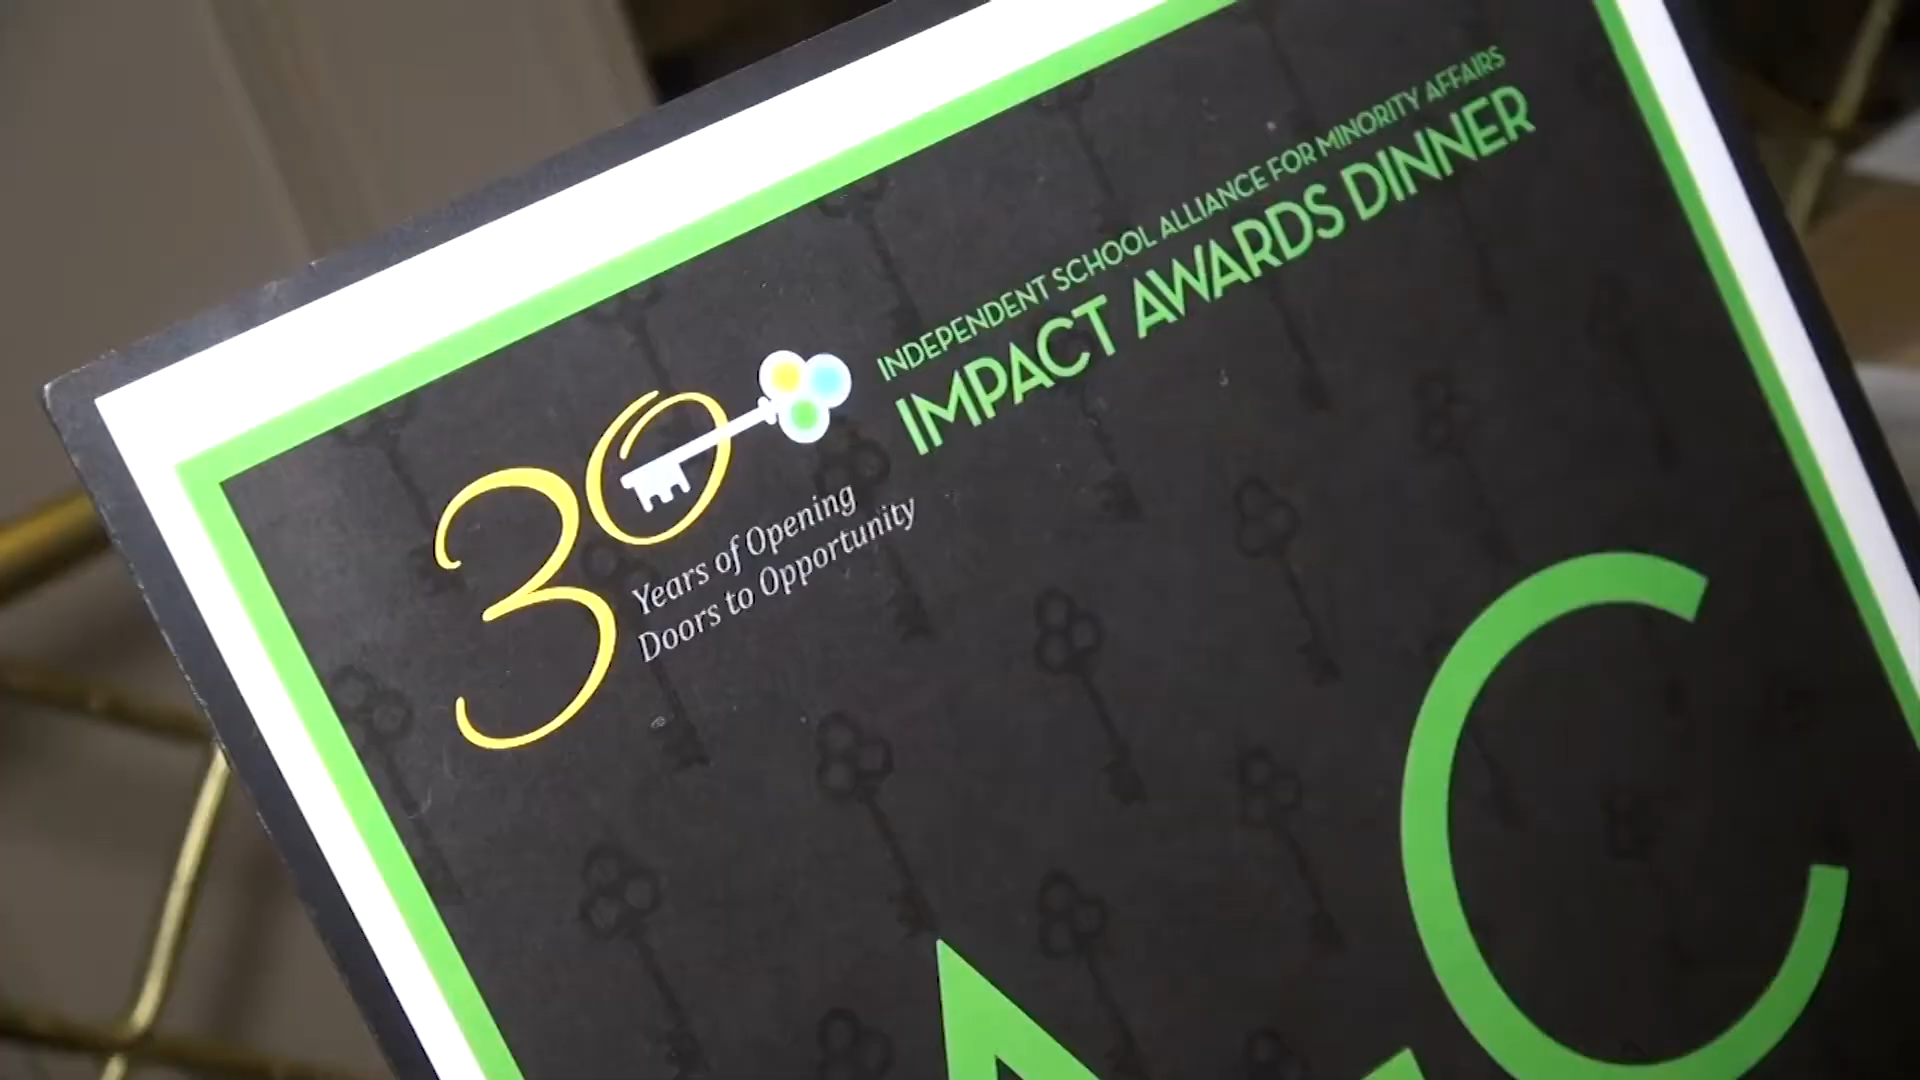 INDEPENDENT SCHOOL ALLIANCE FOR MINORITY AFFAIRS
IMPACT AWARDS DINNER
30
Years of Opening
Doors to Opportunity